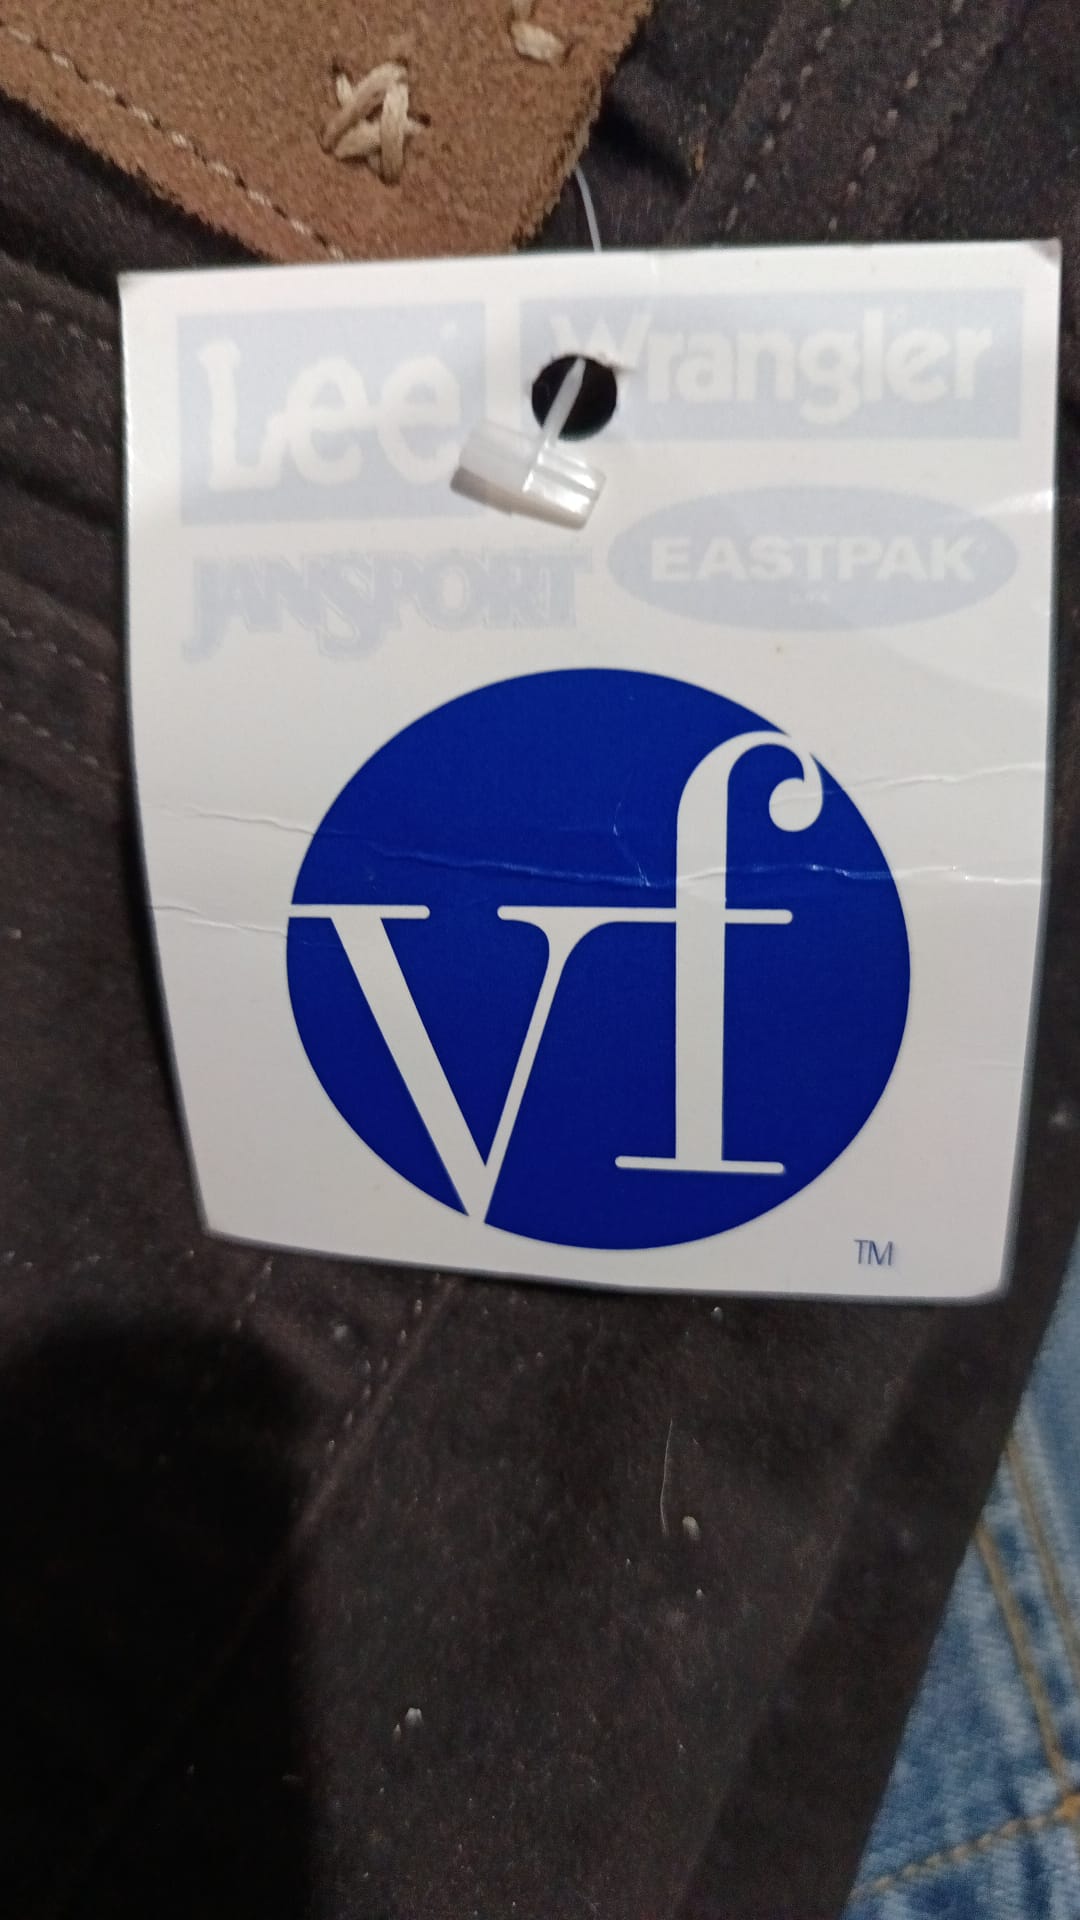 Lee Wrangler
JANSPORT EASTPAK
vf
TM